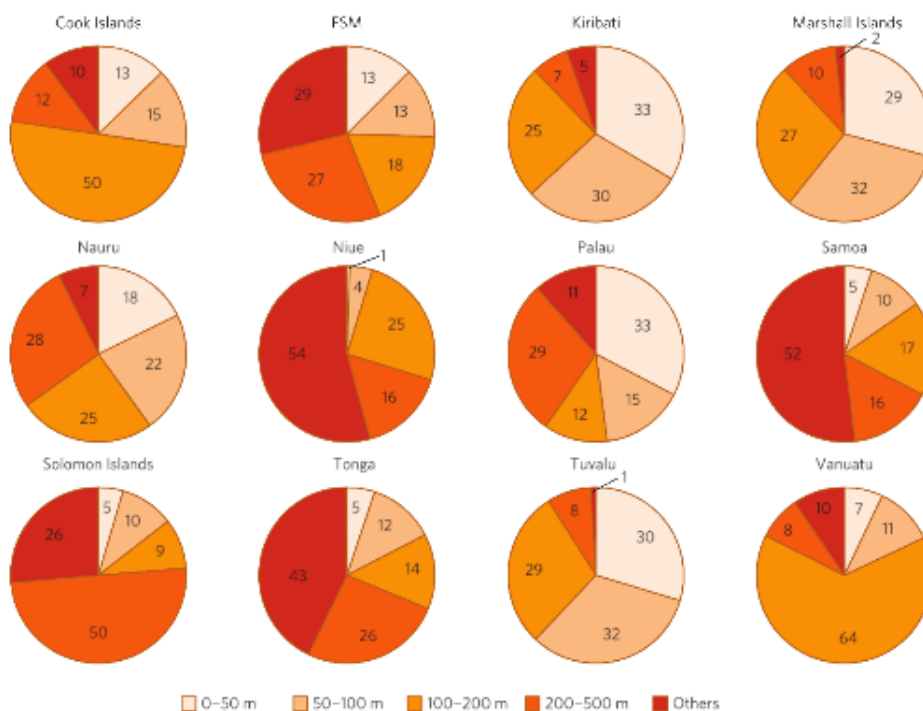 Cook Islands FSM Kiribati Marshall Islands
10 13 12 15 50
29 13 13 27 18
5 7 33 25 30
2 10 29 27 32
Nauru Niue Palau Samoa
7 18 28 22 25
1 4 25 54 16
11 33 29 15 12
5 10 17 52 16
Solomon Islands Tonga Tuvalu Vanuatu
5 10 26 9 50
5 12 43 14 26
1 8 30 29 32
10 7 8 11 64
0–50 m 50–100 m 100–200 m 200–500 m Others